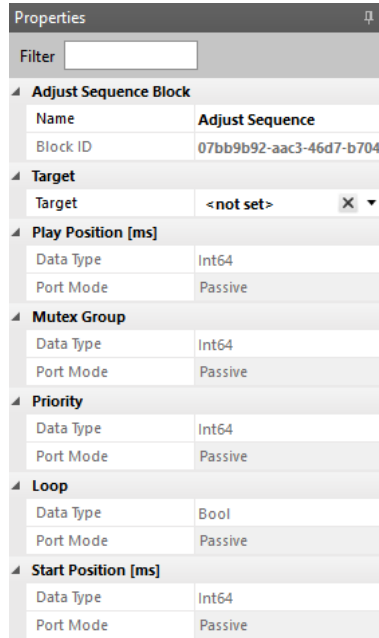 Properties
Filter
Adjust Sequence Block
Name Adjust Sequence
Block ID 07bb9b92-aac3-46d7-b704
Target
Target <not set>
Play Position [ms]
Data Type Int64
Port Mode Passive
Mutex Group
Data Type Int64
Port Mode Passive
Priority
Data Type Int64
Port Mode Passive
Loop
Data Type Bool
Port Mode Passive
Start Position [ms]
Data Type Int64
Port Mode Passive